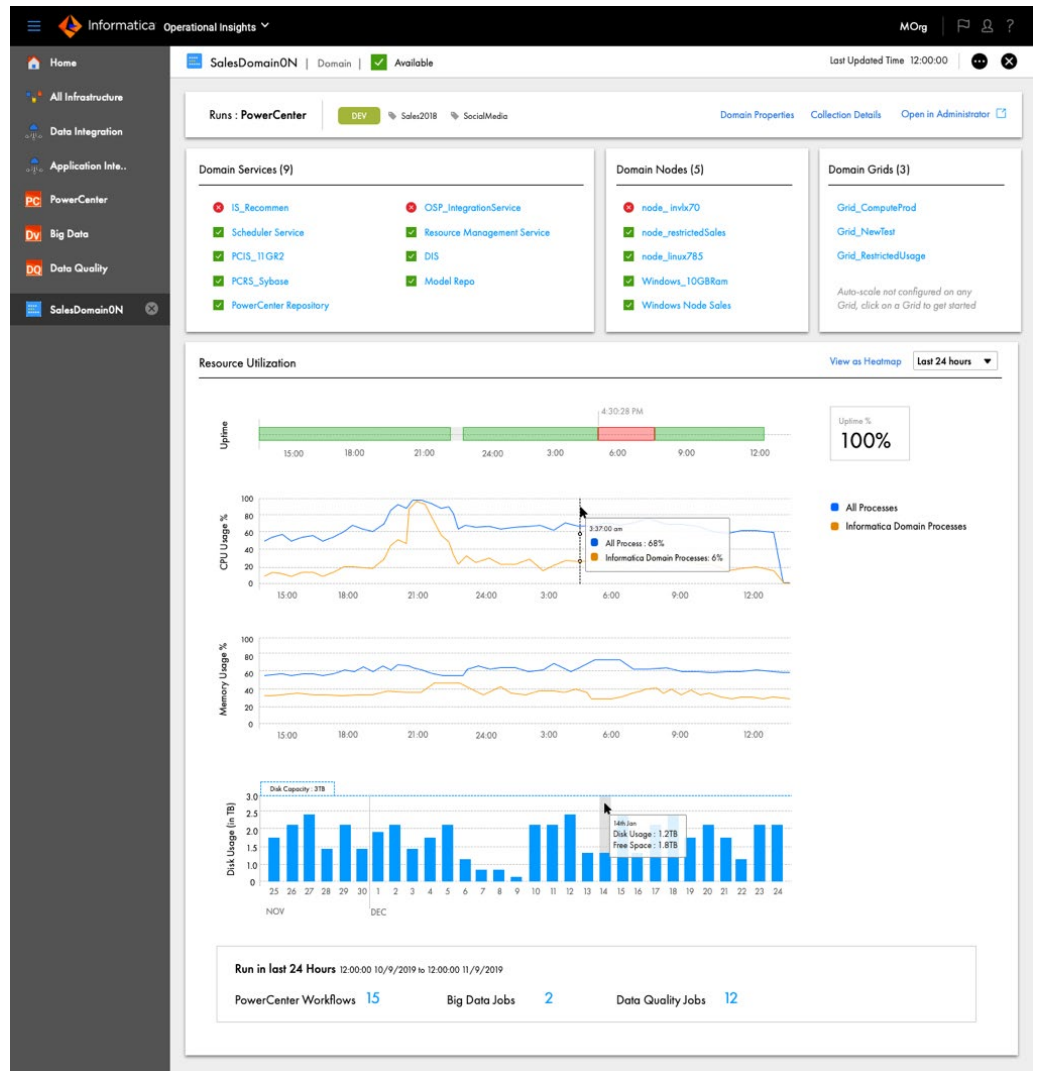 Informatica Operational Insights
MOrg
?
Home
All Infrastructure
Data Integration
Application Inte..
PC PowerCenter
Dv Big Data
DQ Data Quality
SalesDomain0N
SalesDomain0N | Domain | Available
Last Updated Time 12:00:00
Runs : PowerCenter
DEV
Sales2018
SocialMedia
Domain Properties
Collection Details
Open in Administrator
Domain Services (9)
IS_Recommen
OSP_IntegrationService
Scheduler Service
Resource Management Service
PCIS_11GR2
DIS
PCRS_Sybase
Model Repo
PowerCenter Repository
Domain Nodes (5)
node_ invlx70
node_restrictedSales
node_linux785
Windows_10GBRam
Windows Node Sales
Domain Grids (3)
Grid_ComputeProd
Grid_NewTest
Grid_RestrictedUsage
Auto-scale not configured on any
Grid, click on a Grid to get started
Resource Utilization
View as Heatmap
Last 24 hours
4:30:28 PM
Uptime
15:00 18:00 21:00 24:00 3:00 6:00 9:00 12:00
Uptime %
100%
CPU Usage %
100
80
60
40
20
0
15:00 18:00 21:00 24:00 3:00 6:00 9:00 12:00
3:37:00 am
All Process : 68%
Informatica Domain Processes: 6%
All Processes
Informatica Domain Processes
Memory Usage %
100
80
60
40
20
0
15:00 18:00 21:00 24:00 3:00 6:00 9:00 12:00
Disk Usage (in TB)
Disk Capacity : 3TB
3.0
2.5
2.0
1.5
1.0
0
14th Jan
Disk Usage : 1.2TB
Free Space : 1.8TB
25 26 27 28 29 30 1 2 3 4 5 6 7 8 9 10 11 12 13 14 15 16 17 18 19 20 21 22 23 24
NOV DEC
Run in last 24 Hours 12:00:00 10/9/2019 to 12:00:00 11/9/2019
PowerCenter Workflows 15
Big Data Jobs 2
Data Quality Jobs 12